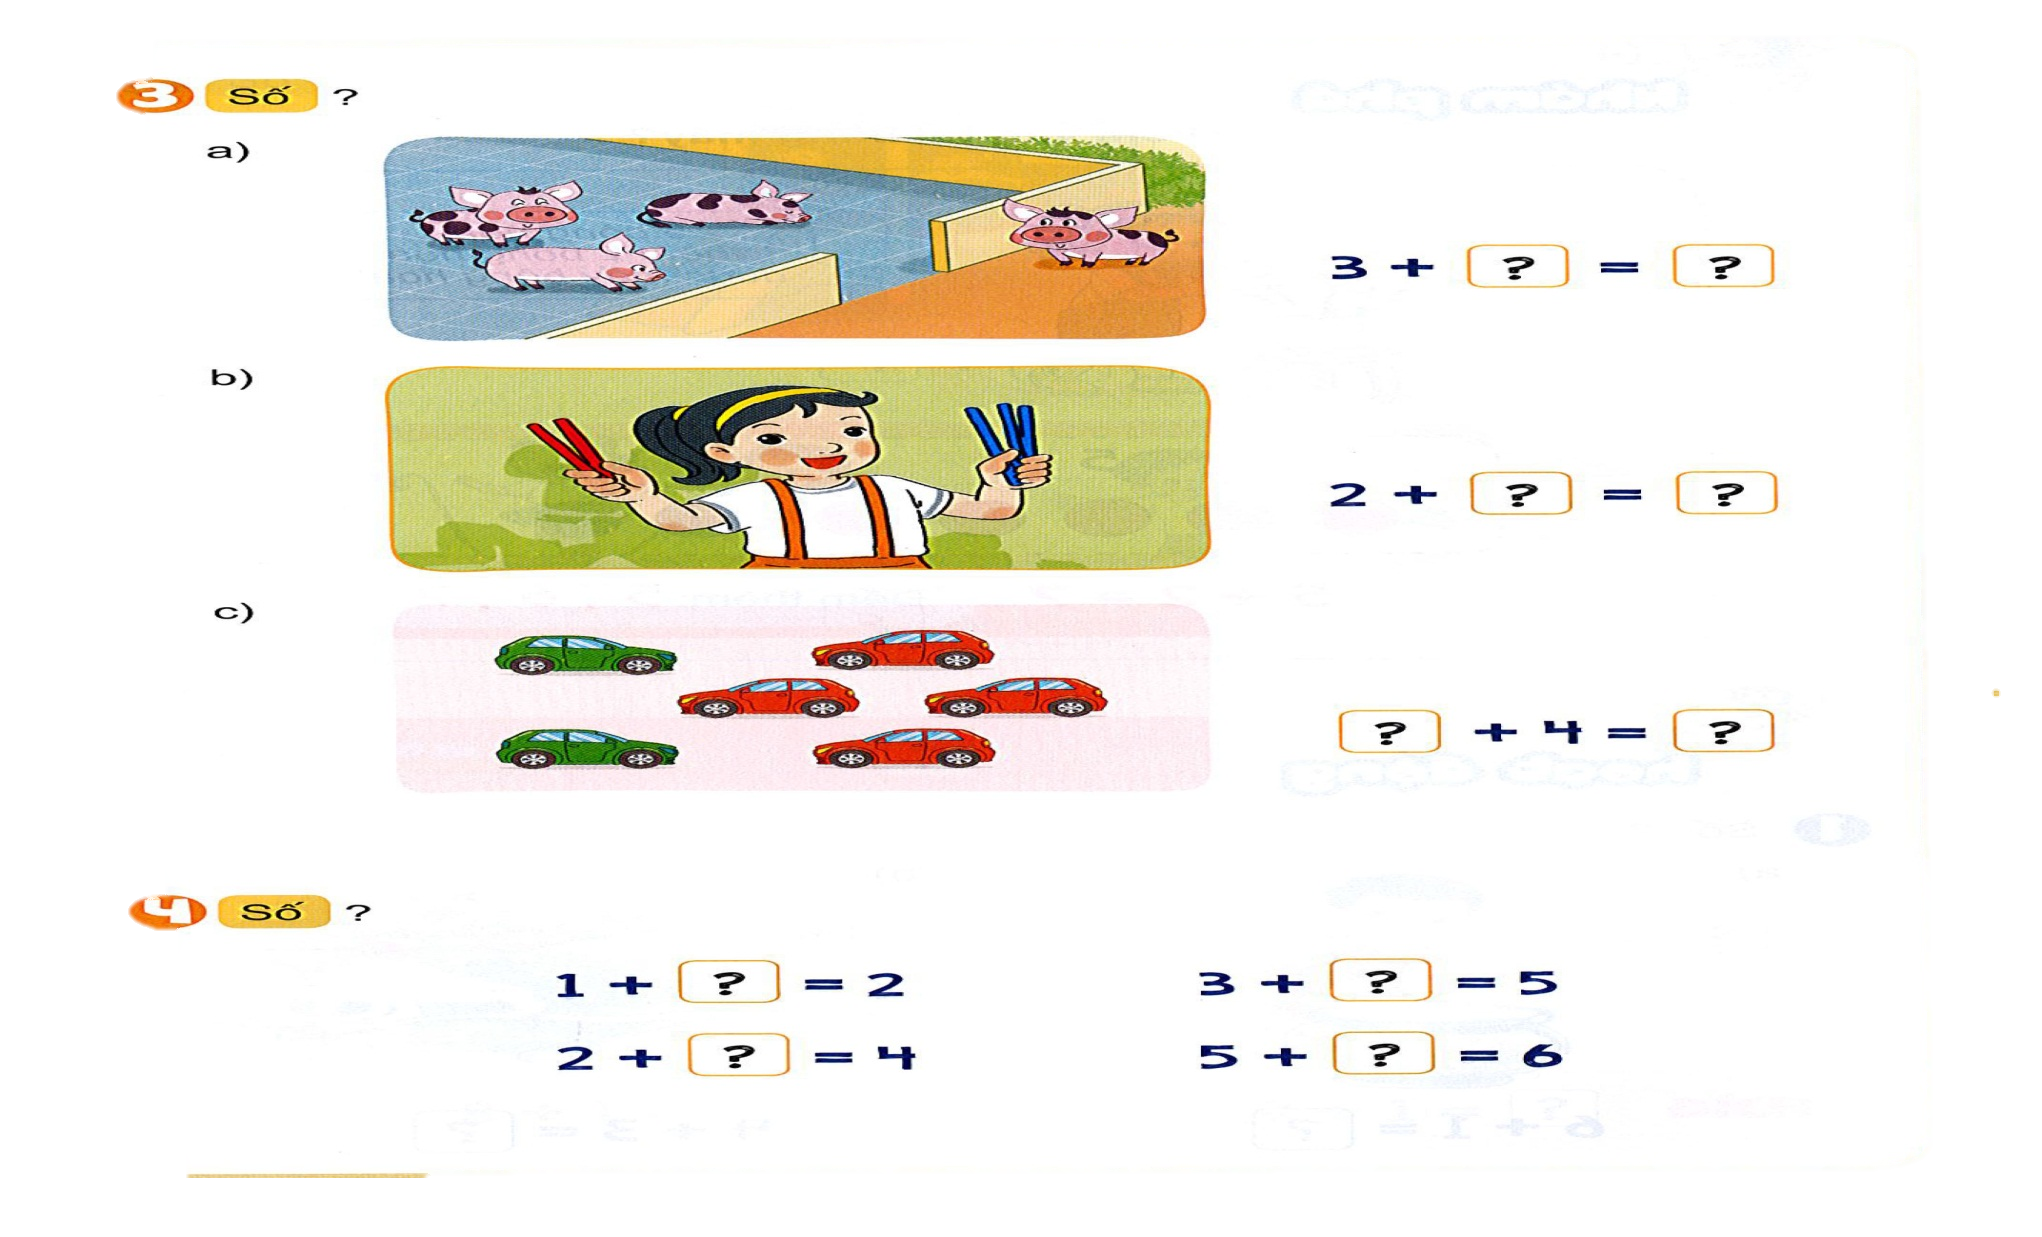 3 Số ?
a)
3 + ? = ?
b)
2 + ? = ?
c)
? + 4 = ?
4 Số ?
1 + ? = 2 3 + ? = 5
2 + ? = 4 5 + ? = 6